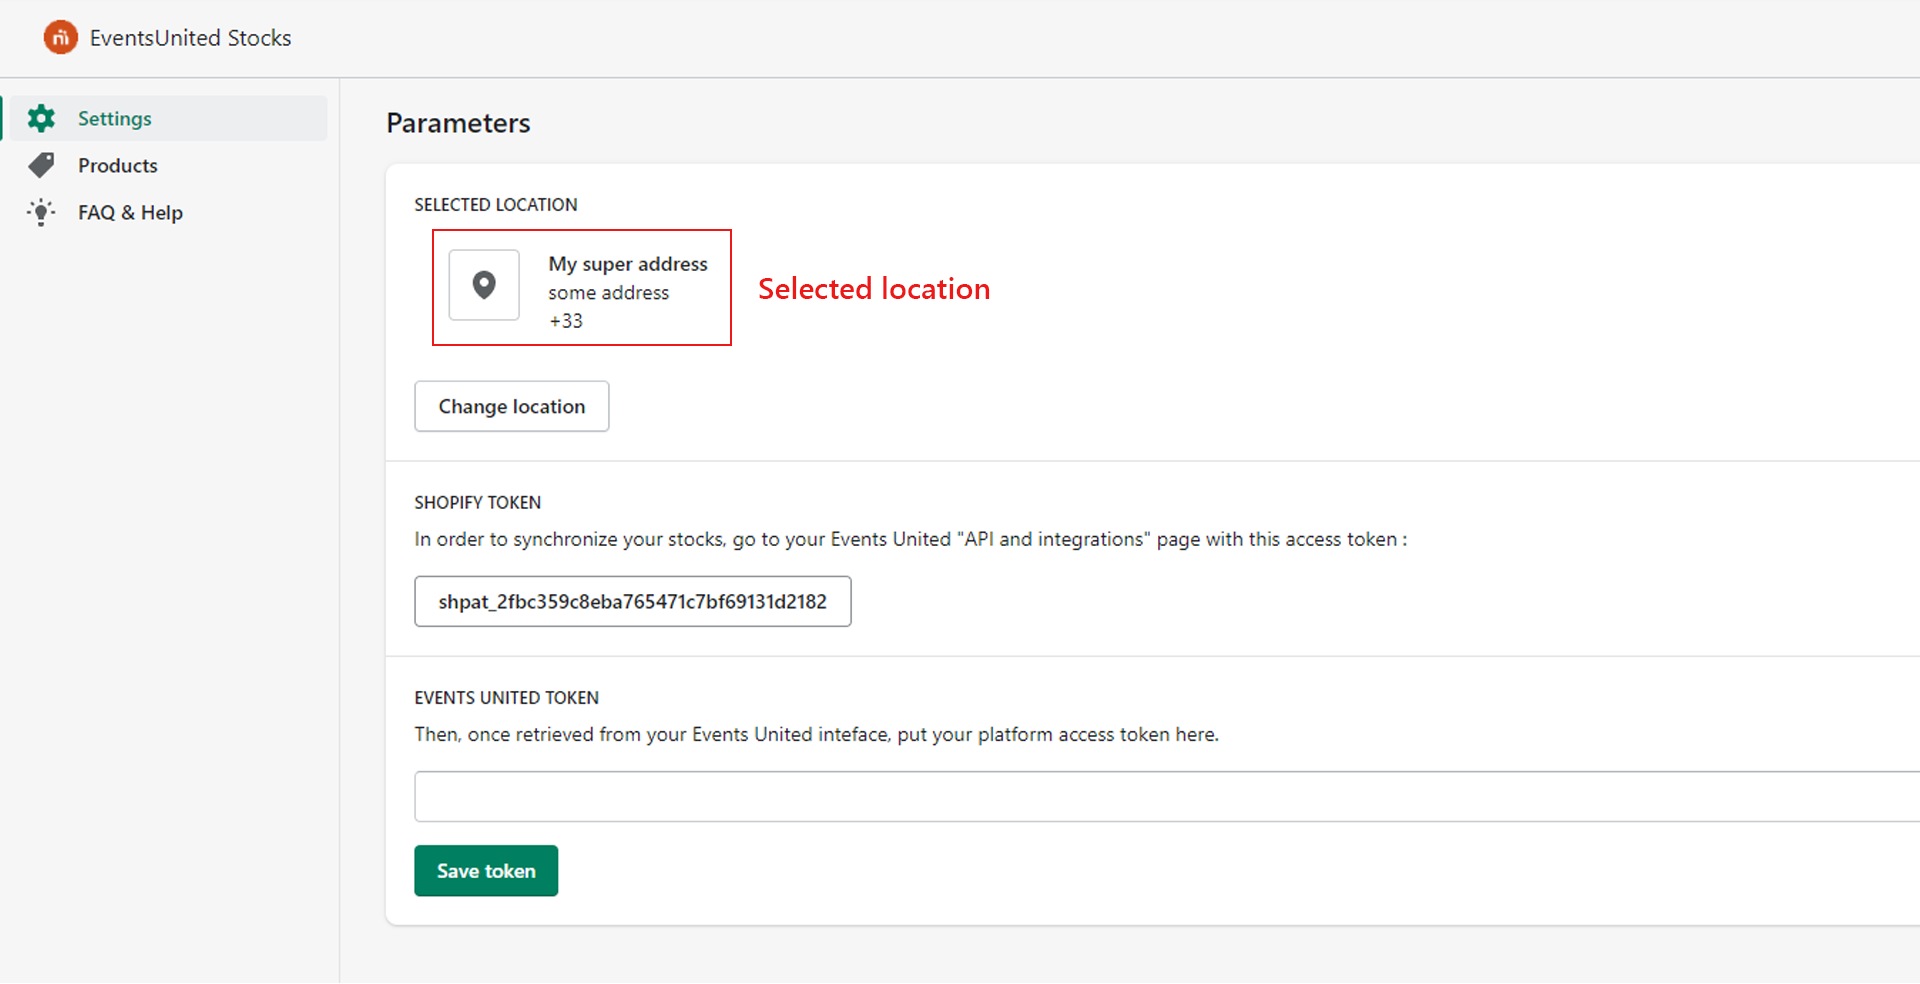 EventsUnited Stocks
Settings
Products
FAQ & Help
Parameters
SELECTED LOCATION
My super address
some address
+33
Selected location
Change location
SHOPIFY TOKEN
In order to synchronize your stocks, go to your Events United "API and integrations" page with this access token :
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
EVENTS UNITED TOKEN
Then, once retrieved from your Events United inteface, put your platform access token here.
Save token